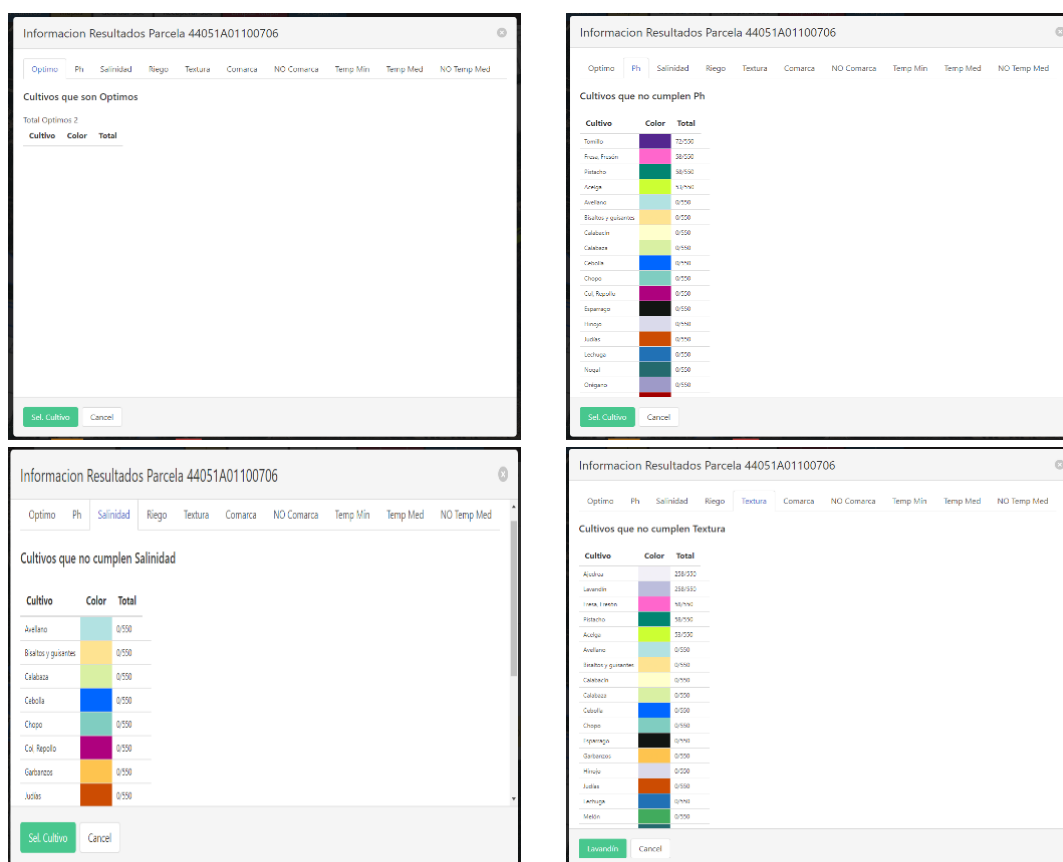 Informacion Resultados Parcela 44051A01100706
Optimo Ph Salinidad Riego Textura Comarca NO Comarca Temp Min Temp Med NO Temp Med
Cultivos que son Optimos
Total Optimos 2
Cultivo Color Total
Sel. Cultivo Cancel
Informacion Resultados Parcela 44051A01100706
Optimo Ph Salinidad Riego Textura Comarca NO Comarca Temp Min Temp Med NO Temp Med
Cultivos que no cumplen Ph
Cultivo Color Total
Tomillo 72/550
Fresa, Fresón 58/550
Pistacho 58/550
Acelga 53/550
Avellano 0/550
Bisaltos y guisantes 0/550
Calabacín 0/550
Calabaza 0/550
Cebolla 0/550
Chopo 0/550
Col, Repollo 0/550
Esparrago 0/550
Hinojo 0/550
Judías 0/550
Lechuga 0/550
Nogal 0/550
Orégano 0/550
Sel. Cultivo Cancel
Informacion Resultados Parcela 44051A01100706
Optimo Ph Salinidad Riego Textura Comarca NO Comarca Temp Min Temp Med NO Temp Med
Cultivos que no cumplen Salinidad
Cultivo Color Total
Avellano 0/550
Bisaltos y guisantes 0/550
Calabaza 0/550
Cebolla 0/550
Chopo 0/550
Col, Repollo 0/550
Garbanzos 0/550
Judías 0/550
Sel. Cultivo Cancel
Informacion Resultados Parcela 44051A01100706
Optimo Ph Salinidad Riego Textura Comarca NO Comarca Temp Min Temp Med NO Temp Med
Cultivos que no cumplen Textura
Cultivo Color Total
Ajedrea 258/550
Lavandín 258/550
Fresa, Fresón 58/550
Pistacho 58/550
Acelga 53/550
Avellano 0/550
Bisaltos y guisantes 0/550
Calabacín 0/550
Calabaza 0/550
Cebolla 0/550
Chopo 0/550
Esparrago 0/550
Garbanzos 0/550
Hinojo 0/550
Judías 0/550
Lechuga 0/550
Melón 0/550
Lavandín Cancel